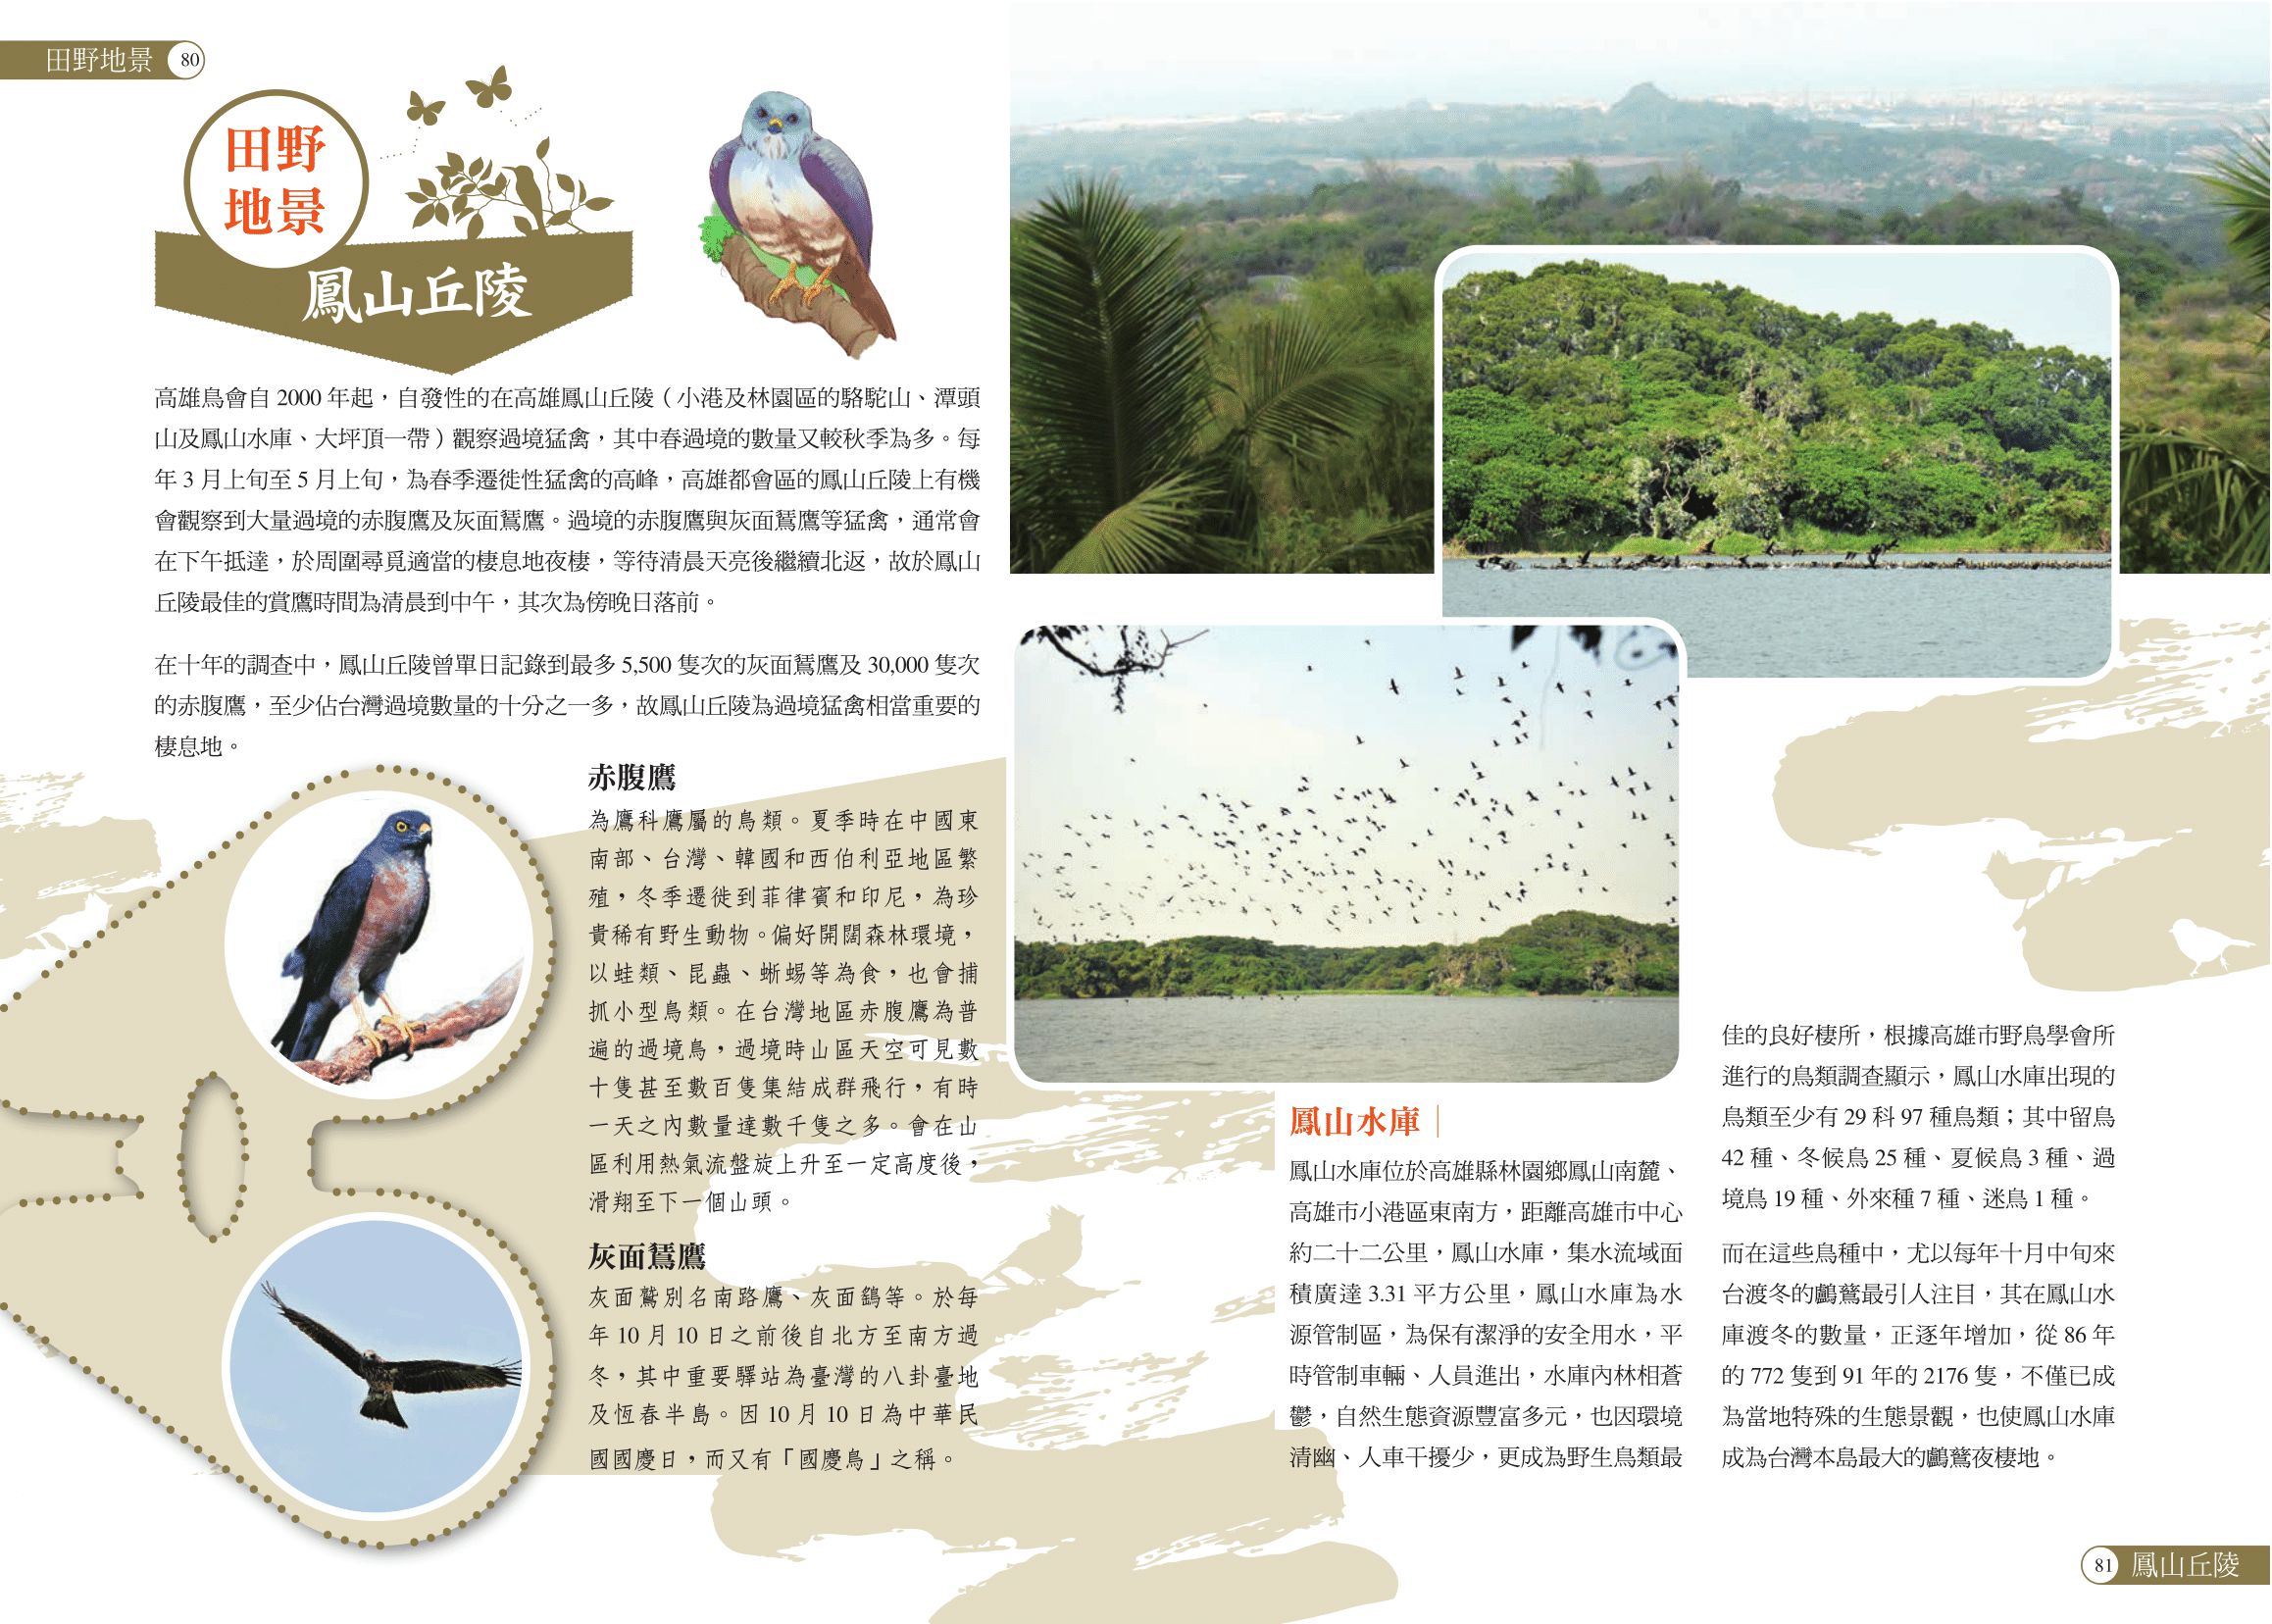 田野地景 80
田野
地景
鳳山丘陵
高雄鳥會自 2000 年起，自發性的在高雄鳳山丘陵（小港及林園區的駱駝山、潭頭
山及鳳山水庫、大坪頂一帶）觀察過境猛禽，其中春過境的數量又較秋季為多。每
年 3 月上旬至 5 月上旬，為春季遷徙性猛禽的高峰，高雄都會區的鳳山丘陵上有機
會觀察到大量過境的赤腹鷹及灰面鵟鷹。過境的赤腹鷹與灰面鵟鷹等猛禽，通常會
在下午抵達，於周圍尋覓適當的棲息地夜棲，等待清晨天亮後繼續北返，故於鳳山
丘陵最佳的賞鷹時間為清晨到中午，其次為傍晚日落前。
在十年的調查中，鳳山丘陵曾單日記錄到最多 5,500 隻次的灰面鵟鷹及 30,000 隻次
的赤腹鷹，至少佔台灣過境數量的十分之一多，故鳳山丘陵為過境猛禽相當重要的
棲息地。
赤腹鷹
為鷹科鷹屬的鳥類。夏季時在中國東
南部、台灣、韓國和西伯利亞地區繁
殖，冬季遷徙到菲律賓和印尼，為珍
貴稀有野生動物。偏好開闊森林環境，
以蛙類、昆蟲、蜥蜴等為食，也會捕
抓小型鳥類。在台灣地區赤腹鷹為普
遍的過境鳥，過境時山區天空可見數
十隻甚至數百隻集結成群飛行，有時
一天之內數量達數千隻之多。會在山
區利用熱氣流盤旋上升至一定高度後，
滑翔至下一個山頭。
灰面鵟鷹
灰面鷲別名南路鷹、灰面鷂等。於每
年 10 月 10 日之前後自北方至南方過
冬，其中重要驛站為臺灣的八卦臺地
及恆春半島。因 10 月 10 日為中華民
國國慶日，而又有「國慶鳥」之稱。
鳳山水庫｜
鳳山水庫位於高雄縣林園鄉鳳山南麓、
高雄市小港區東南方，距離高雄市中心
約二十二公里，鳳山水庫，集水流域面
積廣達 3.31 平方公里，鳳山水庫為水
源管制區，為保有潔淨的安全用水，平
時管制車輛、人員進出，水庫內林相蒼
鬱，自然生態資源豐富多元，也因環境
清幽、人車干擾少，更成為野生鳥類最
佳的良好棲所，根據高雄市野鳥學會所
進行的鳥類調查顯示，鳳山水庫出現的
鳥類至少有 29 科 97 種鳥類；其中留鳥
42 種、冬候鳥 25 種、夏候鳥 3 種、過
境鳥 19 種、外來種 7 種、迷鳥 1 種。
而在這些鳥種中，尤以每年十月中旬來
台渡冬的鸕鶿最引人注目，其在鳳山水
庫渡冬的數量，正逐年增加，從 86 年
的 772 隻到 91 年的 2176 隻，不僅已成
為當地特殊的生態景觀，也使鳳山水庫
成為台灣本島最大的鸕鶿夜棲地。
81 鳳山丘陵